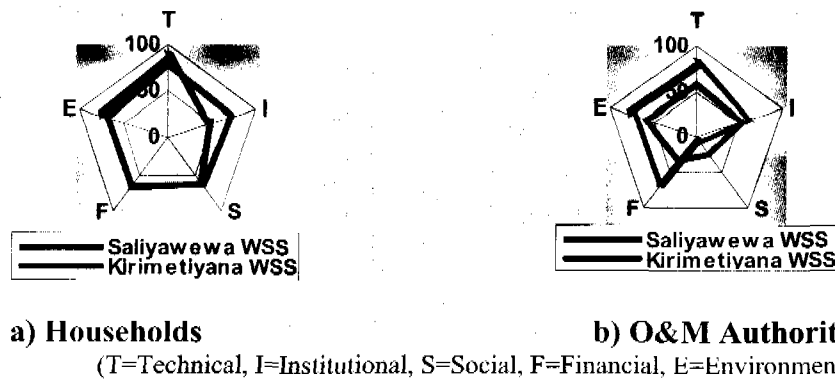 T
100
50
0
E
I
F
S
Saliyawewa WSS
Kirimetiyana WSS
a) Households
T
100
50
0
E
I
F
S
Saliyawewa WSS
Kirimetiyana WSS
b) O&M Authorit
(T=Technical, I=Institutional, S=Social, F=Financial, E=Environmen